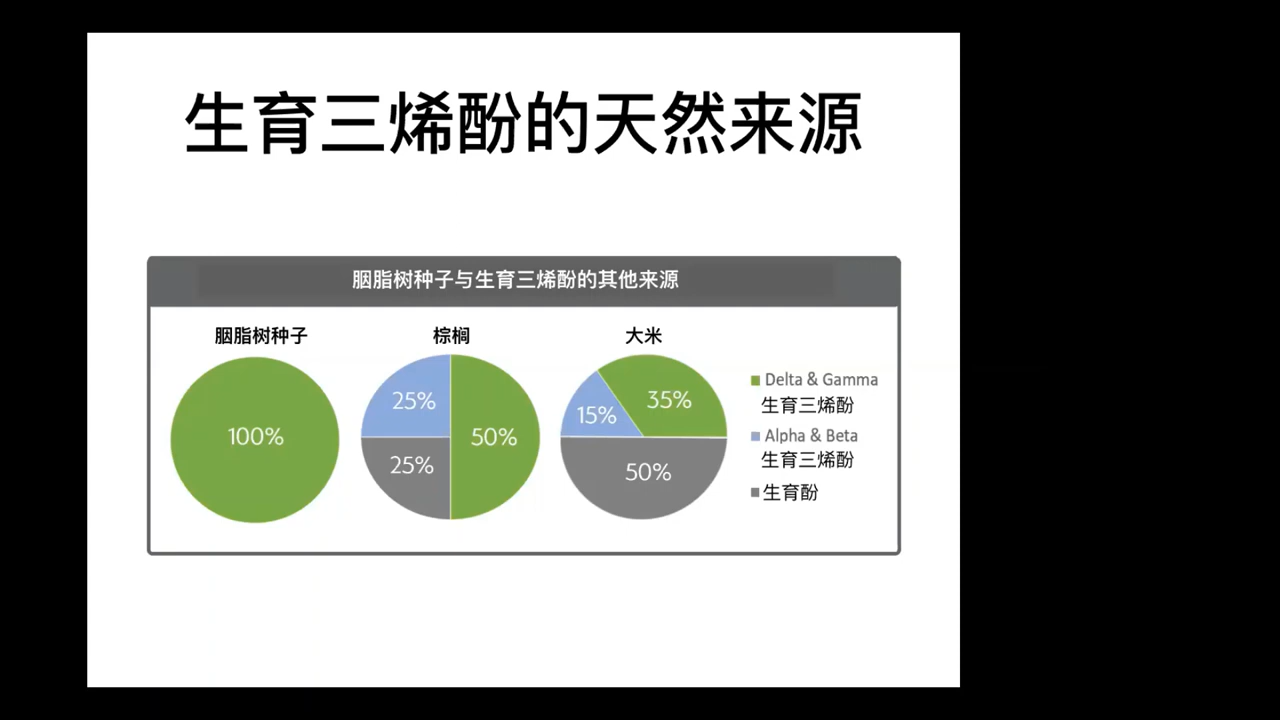 生育三烯酚的天然来源
胭脂树种子与生育三烯酚的其他来源
胭脂树种子
棕榈
大米
100%
25%
50%
25%
35%
15%
50%
Delta & Gamma
生育三烯酚
Alpha & Beta
生育三烯酚
生育酚